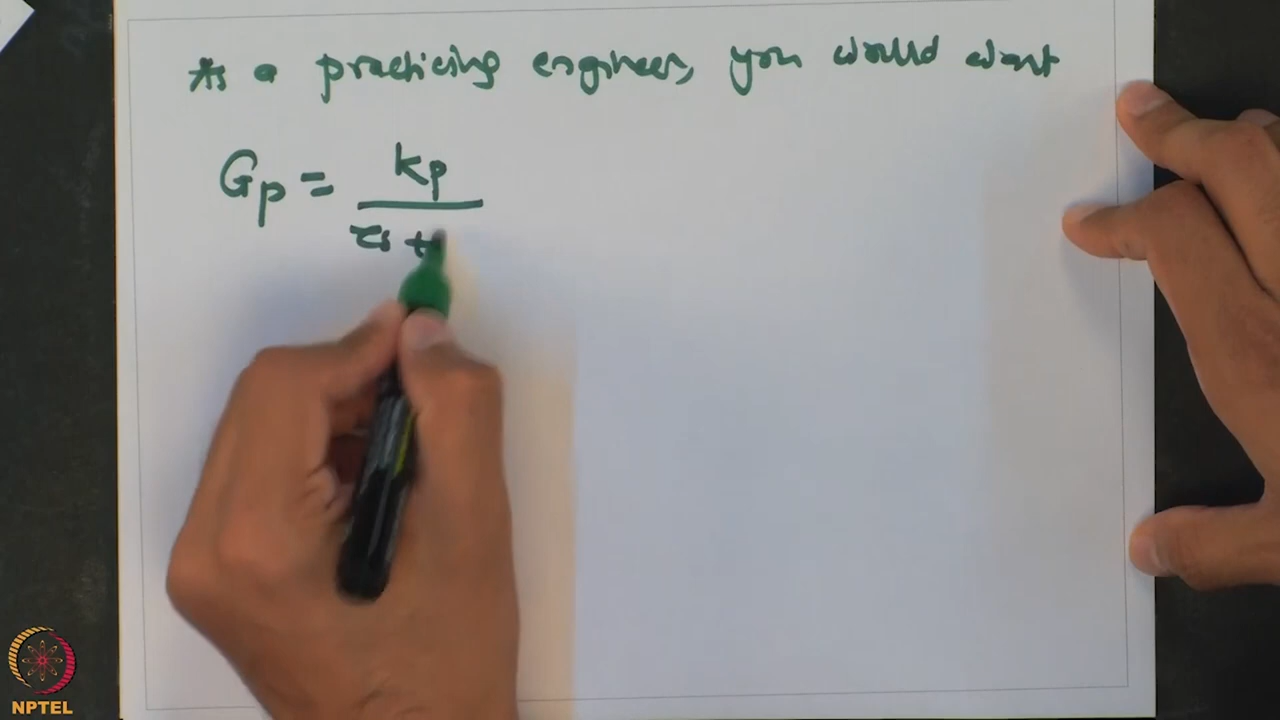 As a practicing engineer, you would want
Gp = kp
τs +
NPTEL